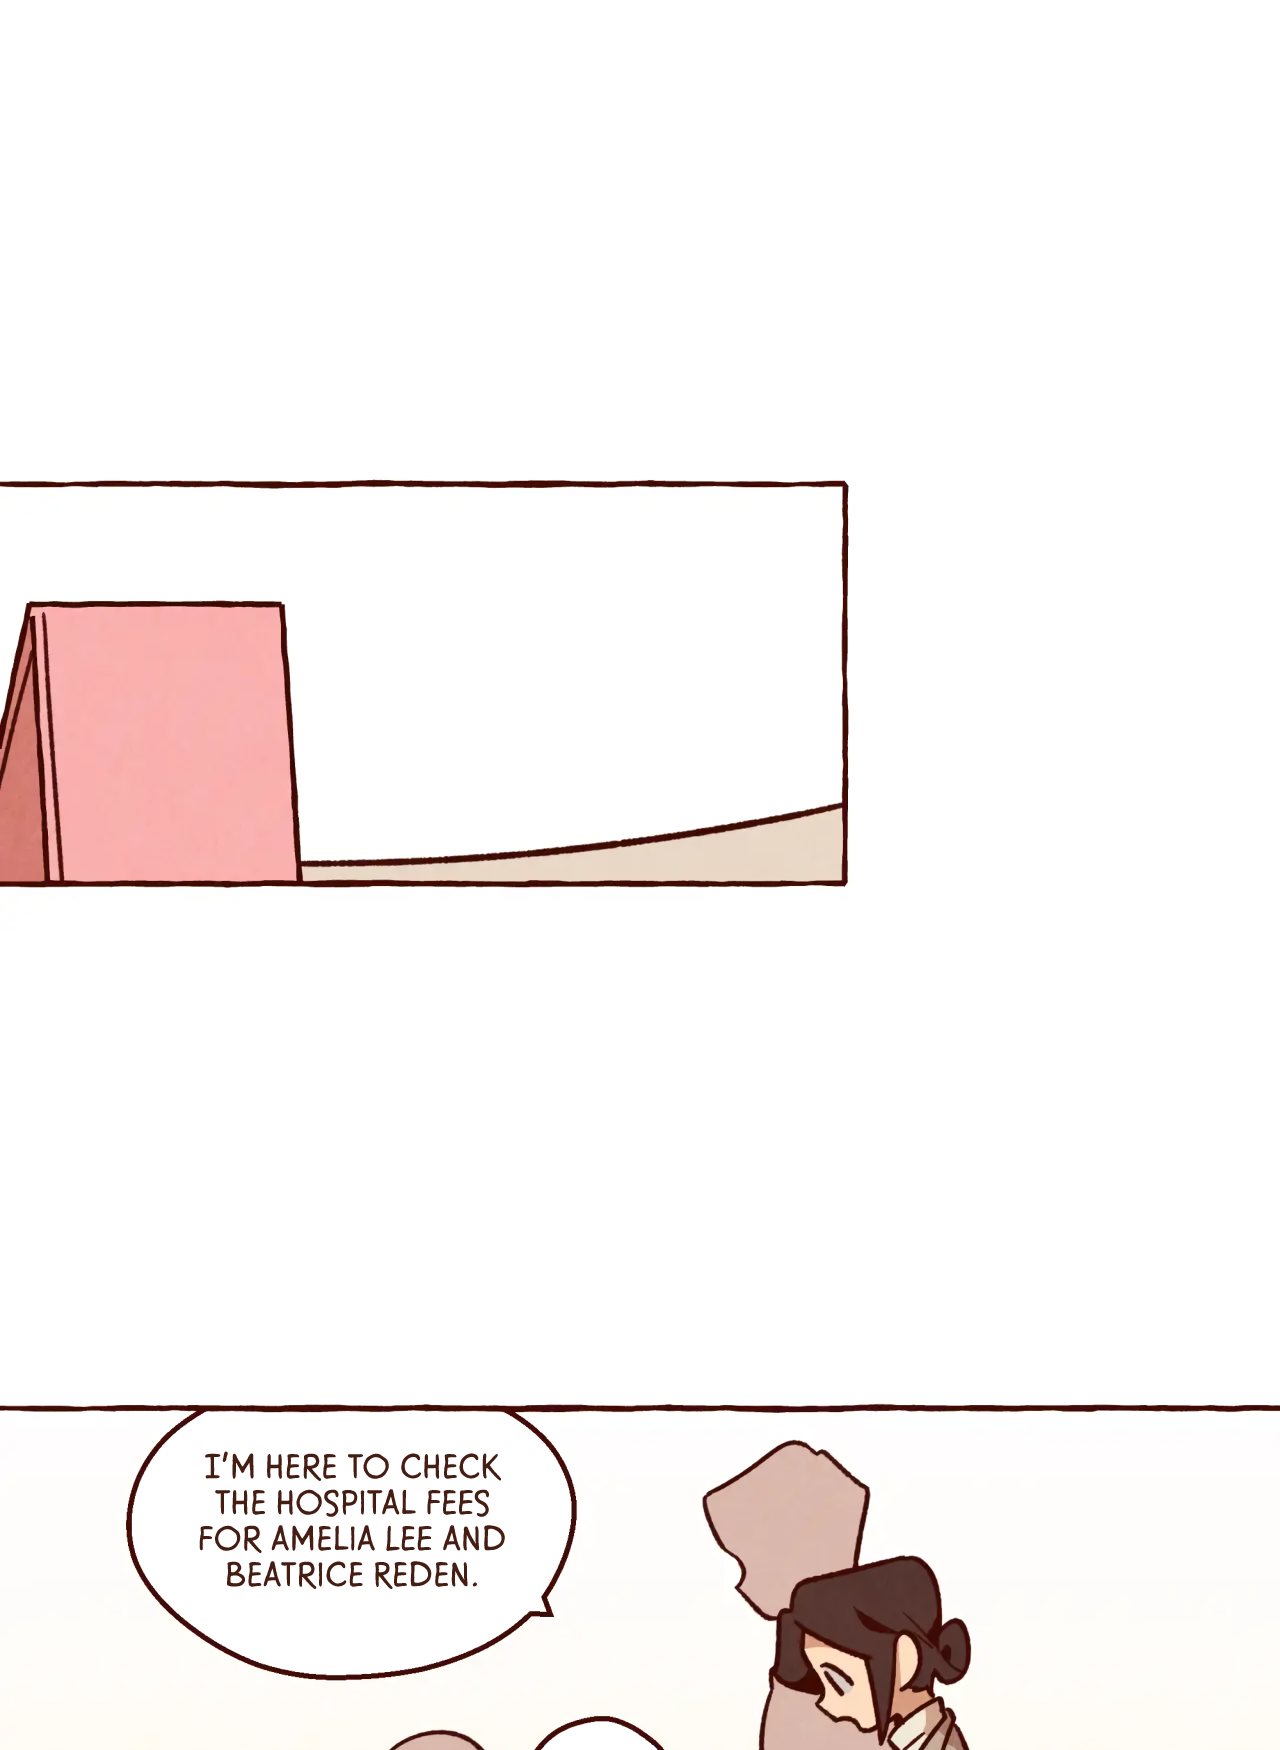 I'M HERE TO CHECK
THE HOSPITAL FEES
FOR AMELIA LEE AND
BEATRICE REDEN.